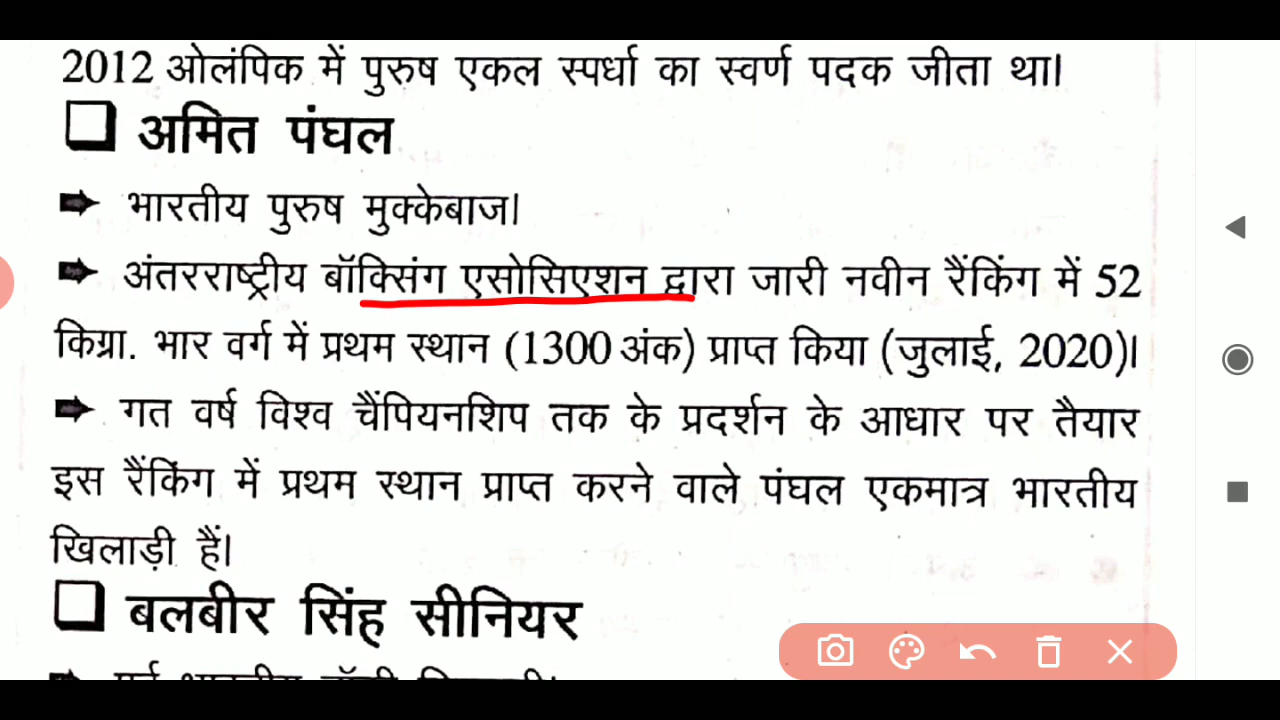 2012 ओलंपिक में पुरुष एकल स्पर्धा का स्वर्ण पदक जीता था।
अमित पंघल
भारतीय पुरुष मुक्केबाज।
अंतरराष्ट्रीय बॉक्सिंग एसोसिएशन द्वारा जारी नवीन रैंकिंग में 52
किग्रा. भार वर्ग में प्रथम स्थान (1300 अंक) प्राप्त किया (जुलाई, 2020)।
गत वर्ष विश्व चैंपियनशिप तक के प्रदर्शन के आधार पर तैयार
इस रैंकिंग में प्रथम स्थान प्राप्त करने वाले पंघल एकमात्र भारतीय
खिलाड़ी हैं।
बलबीर सिंह सीनियर